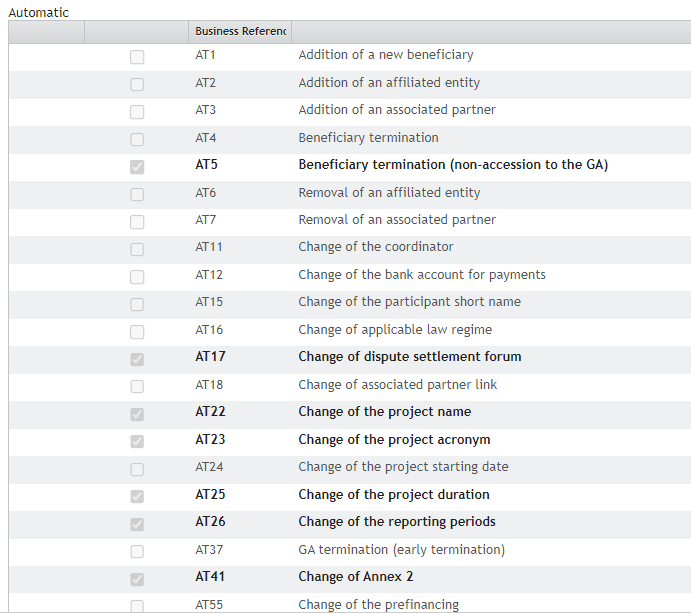 Automatic
Business Referenc
AT1 Addition of a new beneficiary
AT2 Addition of an affiliated entity
AT3 Addition of an associated partner
AT4 Beneficiary termination
AT5 Beneficiary termination (non-accession to the GA)
AT6 Removal of an affiliated entity
AT7 Removal of an associated partner
AT11 Change of the coordinator
AT12 Change of the bank account for payments
AT15 Change of the participant short name
AT16 Change of applicable law regime
AT17 Change of dispute settlement forum
AT18 Change of associated partner link
AT22 Change of the project name
AT23 Change of the project acronym
AT24 Change of the project starting date
AT25 Change of the project duration
AT26 Change of the reporting periods
AT37 GA termination (early termination)
AT41 Change of Annex 2
AT55 Change of the prefinancing